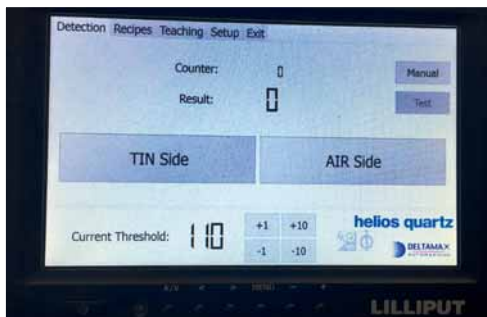 Detection Recipes Teaching Setup Exit
Counter: 0
Manual
Result: 0
Test
TIN Side AIR Side
Current Threshold: 110
+1 +10
-1 -10
helios quartz
DELTAMAX
LILLIPUT